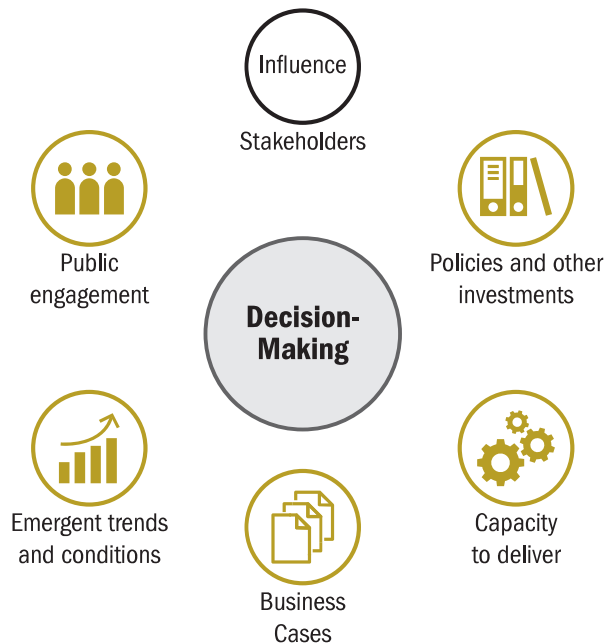 Influence
Stakeholders
Public
engagement
Policies and other
investments
Decision-
Making
Emergent trends
and conditions
Capacity
to deliver
Business
Cases